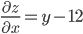 ∂z/∂x = y − 12